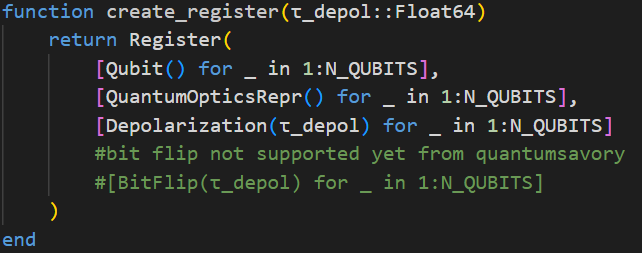 function create_register(τ_depol::Float64)
    return Register(
        [Qubit() for _ in 1:N_QUBITS],
        [QuantumOpticsRepr() for _ in 1:N_QUBITS],
        [Depolarization(τ_depol) for _ in 1:N_QUBITS]
        #bit flip not supported yet from quantumsavory
        #[BitFlip(τ_depol) for _ in 1:N_QUBITS]
    )
end